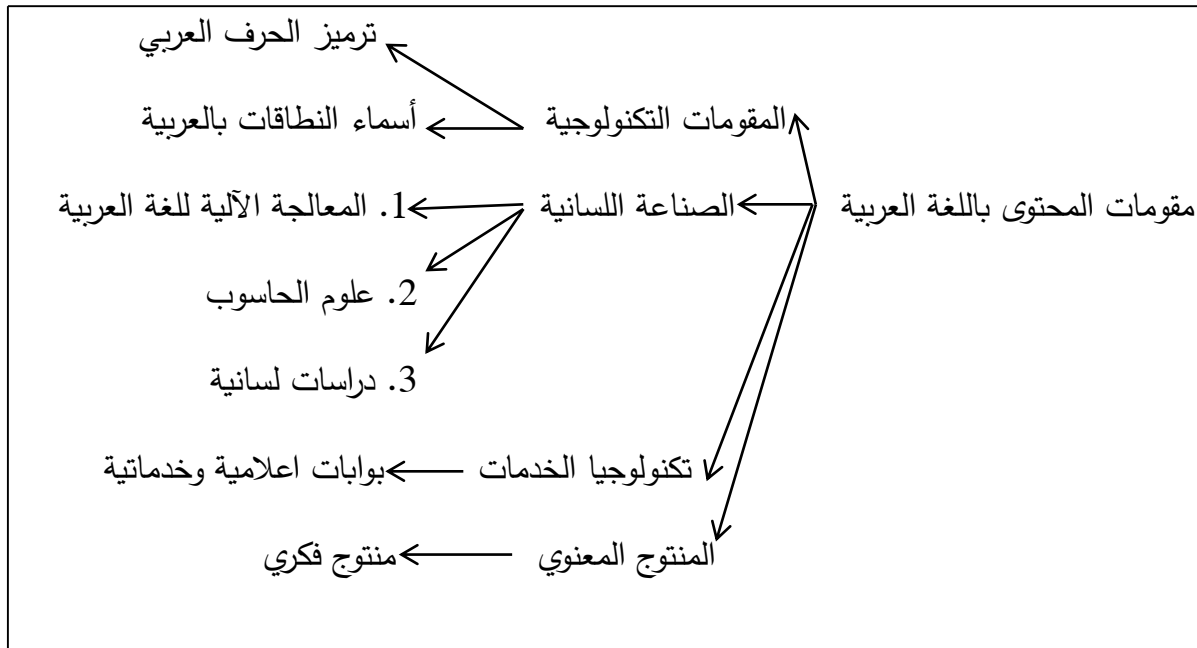 ترميز الحرف العربي
المقومات التكنولوجية أسماء النطاقات بالعربية
مقومات المحتوى باللغة العربية الصناعة اللسانية 1. المعالجة الآلية للغة العربية
2. علوم الحاسوب
3. دراسات لسانية
تكنولوجيا الخدمات بوابات اعلامية وخدماتية
المنتوج المعنوي منتوج فكري